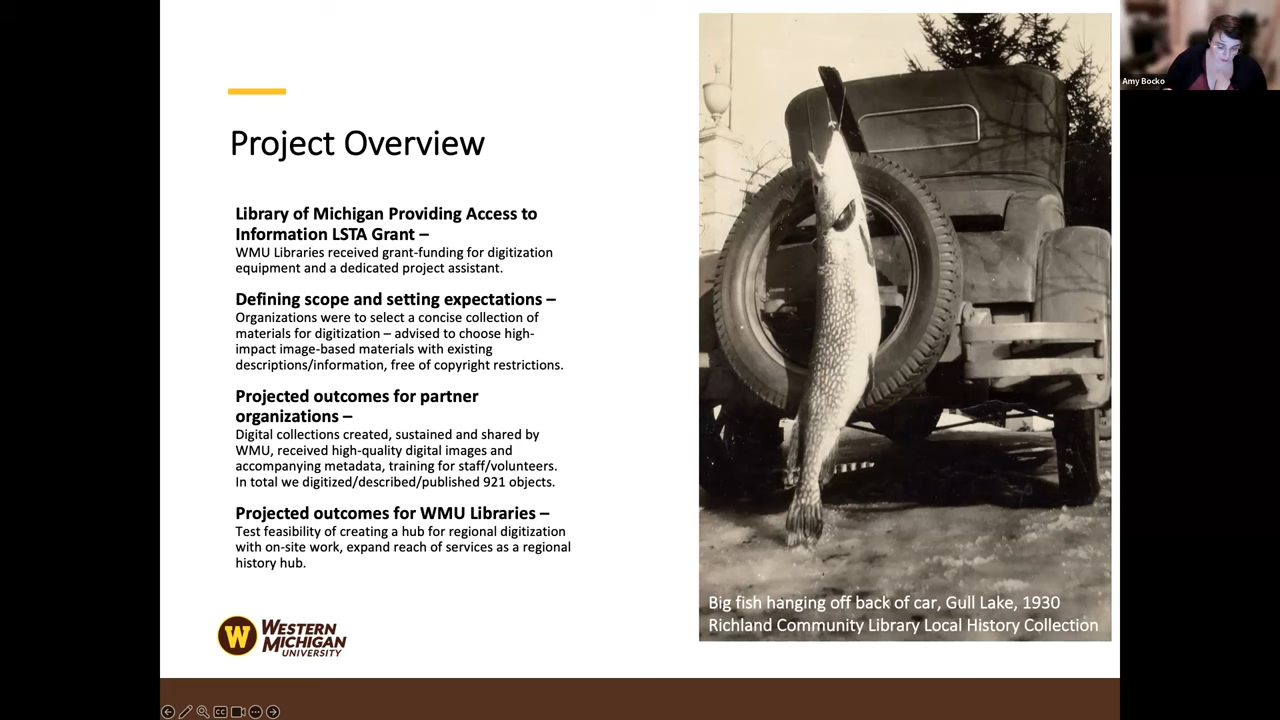 Project Overview
Library of Michigan Providing Access to
Information LSTA Grant –
WMU Libraries received grant-funding for digitization
equipment and a dedicated project assistant.
Defining scope and setting expectations –
Organizations were to select a concise collection of
materials for digitization – advised to choose high-
impact image-based materials with existing
descriptions/information, free of copyright restrictions.
Projected outcomes for partner
organizations –
Digital collections created, sustained and shared by
WMU, received high-quality digital images and
accompanying metadata, training for staff/volunteers.
In total we digitized/described/published 921 objects.
Projected outcomes for WMU Libraries –
Test feasibility of creating a hub for regional digitization
with on-site work, expand reach of services as a regional
history hub.
W
WESTERN
MICHIGAN
UNIVERSITY
Big fish hanging off back of car, Gull Lake, 1930
Richland Community Library Local History Collection
Amy Bocko
CC